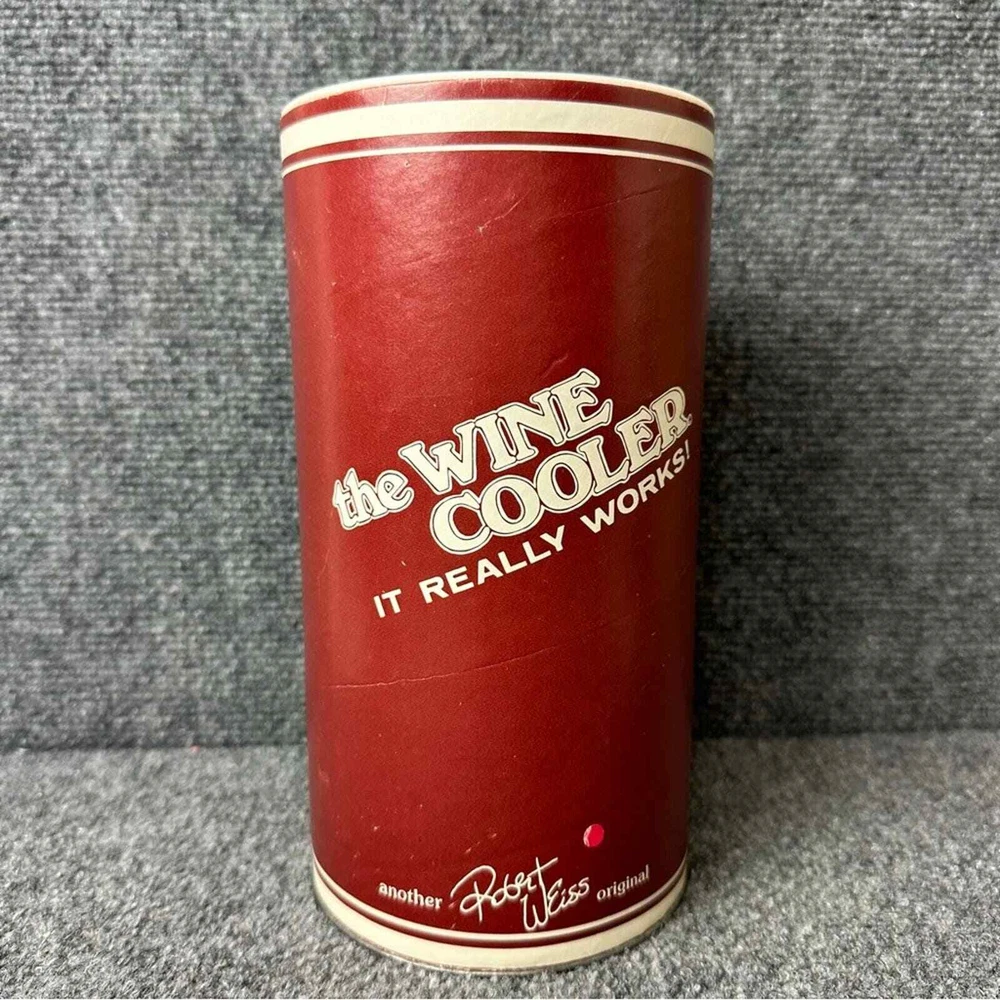 the WINE
COOLER
IT REALLY WORKS!
another Robert Weiss original